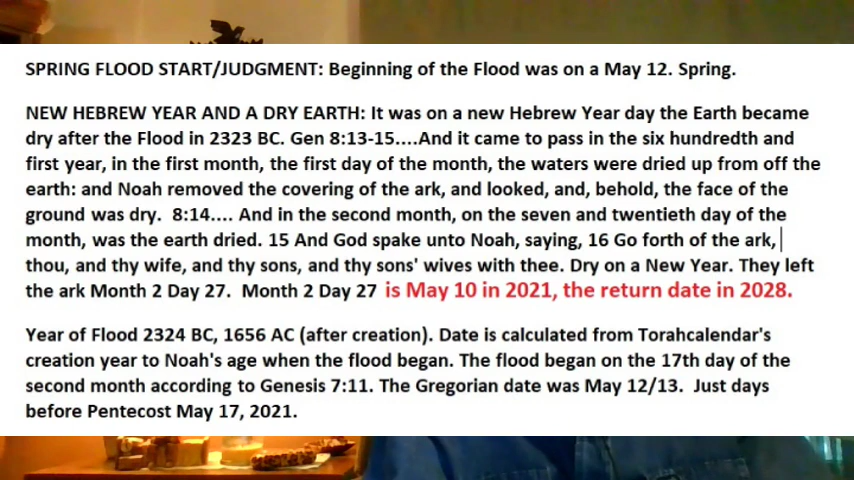 SPRING FLOOD START/JUDGMENT: Beginning of the Flood was on a May 12. Spring.
NEW HEBREW YEAR AND A DRY EARTH: It was on a new Hebrew Year day the Earth became
dry after the Flood in 2323 BC. Gen 8:13-15....And it came to pass in the six hundredth and
first year, in the first month, the first day of the month, the waters were dried up from off the
earth: and Noah removed the covering of the ark, and looked, and, behold, the face of the
ground was dry.  8:14.... And in the second month, on the seven and twentieth day of the
month, was the earth dried. 15 And God spake unto Noah, saying, 16 Go forth of the ark,
thou, and thy wife, and thy sons, and thy sons' wives with thee. Dry on a New Year. They left
the ark Month 2 Day 27.  Month 2 Day 27 is May 10 in 2021, the return date in 2028.
Year of Flood 2324 BC, 1656 AC (after creation). Date is calculated from Torahcalendar's
creation year to Noah's age when the flood began. The flood began on the 17th day of the
second month according to Genesis 7:11. The Gregorian date was May 12/13.  Just days
before Pentecost May 17, 2021.